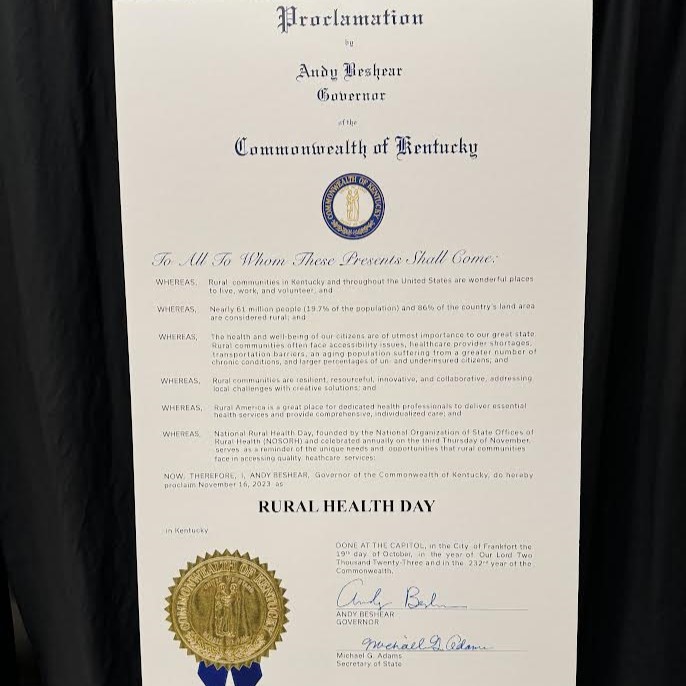 Proclamation
by
Andy Beshear
Governor
of the
Commonwealth of Kentucky
COMMONWEALTH OF KENTUCKY
To All To Whom These Presents Shall Come:
WHEREAS, Rural communities in Kentucky and throughout the United States are wonderful places
to live, work, and volunteer; and
WHEREAS, Nearly 61 million people (19.7% of the population) and 86% of the country's land area
are considered rural; and
WHEREAS, The health and well-being of our citizens are of utmost importance to our great state.
Rural communities often face accessibility issues, healthcare provider shortages,
transportation barriers, an aging population suffering from a greater number of
chronic conditions, and larger percentages of un- and underinsured citizens; and
WHEREAS, Rural communities are resilient, resourceful, innovative, and collaborative, addressing
local challenges with creative solutions; and
WHEREAS, Rural America is a great place for dedicated health professionals to deliver essential
health services and provide comprehensive, individualized care; and
WHEREAS, National Rural Health Day, founded by the National Organization of State Offices of
Rural Health (NOSORH) and celebrated annually on the third Thursday of November,
serves as a reminder of the unique needs and opportunities that rural communities
face in accessing quality heathcare services;
NOW, THEREFORE, I, ANDY BESHEAR, Governor of the Commonwealth of Kentucky, do hereby
proclaim November 16, 2023 as
RURAL HEALTH DAY
in Kentucky
DONE AT THE CAPITOL, in the City of Frankfort the
19th day of October, in the year of Our Lord Two
Thousand Twenty-Three and in the 232nd year of the
Commonwealth.
COMMONWEALTH OF KENTUCKY
Andy Beshear
ANDY BESHEAR
GOVERNOR
Michael G. Adams
Michael G. Adams
Secretary of State